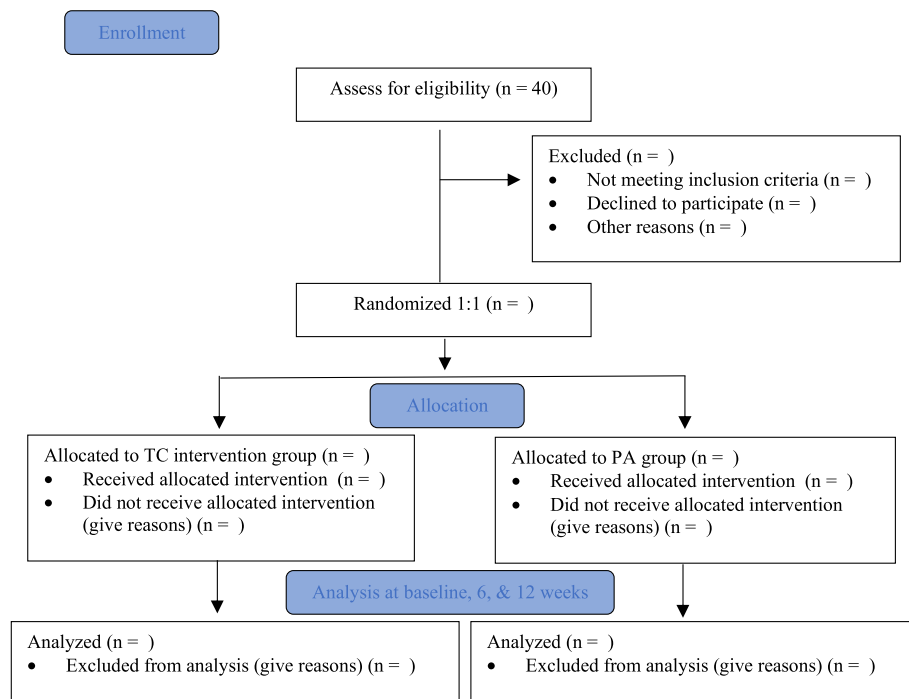 Enrollment
Assess for eligibility (n = 40)
Excluded (n =  )
• Not meeting inclusion criteria (n =  )
• Declined to participate (n =  )
• Other reasons (n =  )
Randomized 1:1 (n =  )
Allocation
Allocated to TC intervention group (n =  )
• Received allocated intervention  (n =  )
• Did not receive allocated intervention
(give reasons) (n =  )
Allocated to PA group (n =  )
• Received allocated intervention  (n =  )
• Did not receive allocated intervention
(give reasons) (n =  )
Analysis at baseline, 6, & 12 weeks
Analyzed (n =  )
• Excluded from analysis (give reasons) (n =  )
Analyzed (n =  )
• Excluded from analysis (give reasons) (n =  )